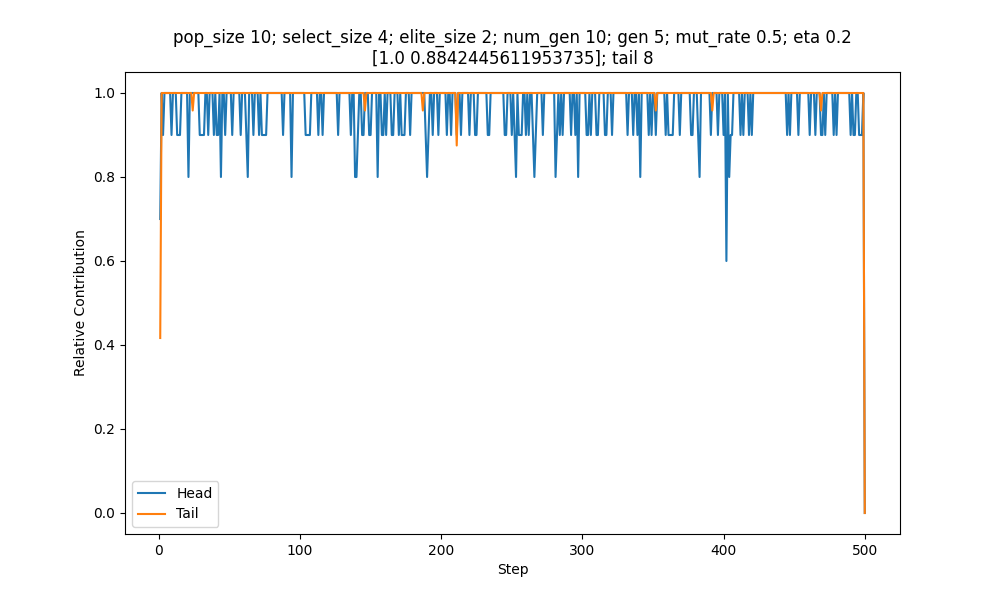 pop_size 10; select_size 4; elite_size 2; num_gen 10; gen 5; mut_rate 0.5; eta 0.2
[1.0 0.8842445611953735]; tail 8
Relative Contribution
1.0
0.8
0.6
0.4
0.2
0.0
Head
Tail
0
100
200
300
400
500
Step